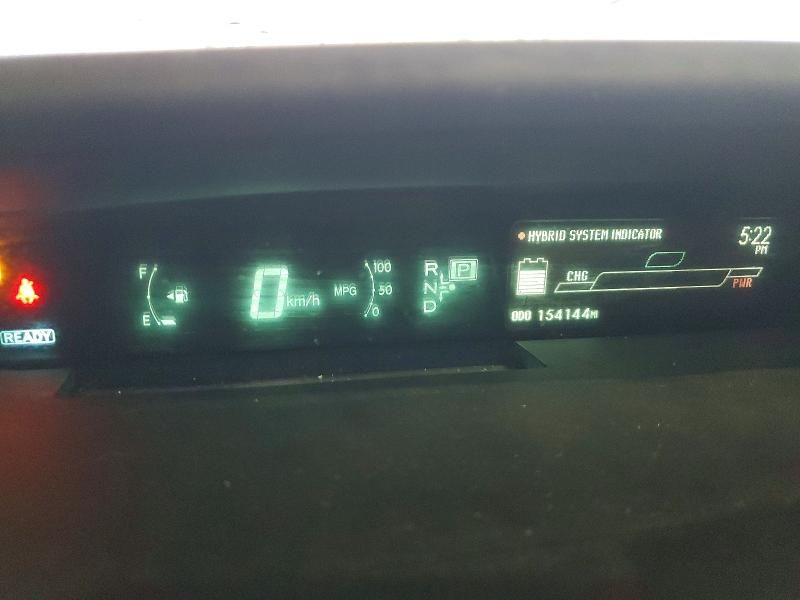 HYBRID SYSTEM INDICATOR
5:22
PM
F
E
0 km/h
MPG
100
50
0
R
N
D
P
CHG
PWR
ODO 154144MI
READY